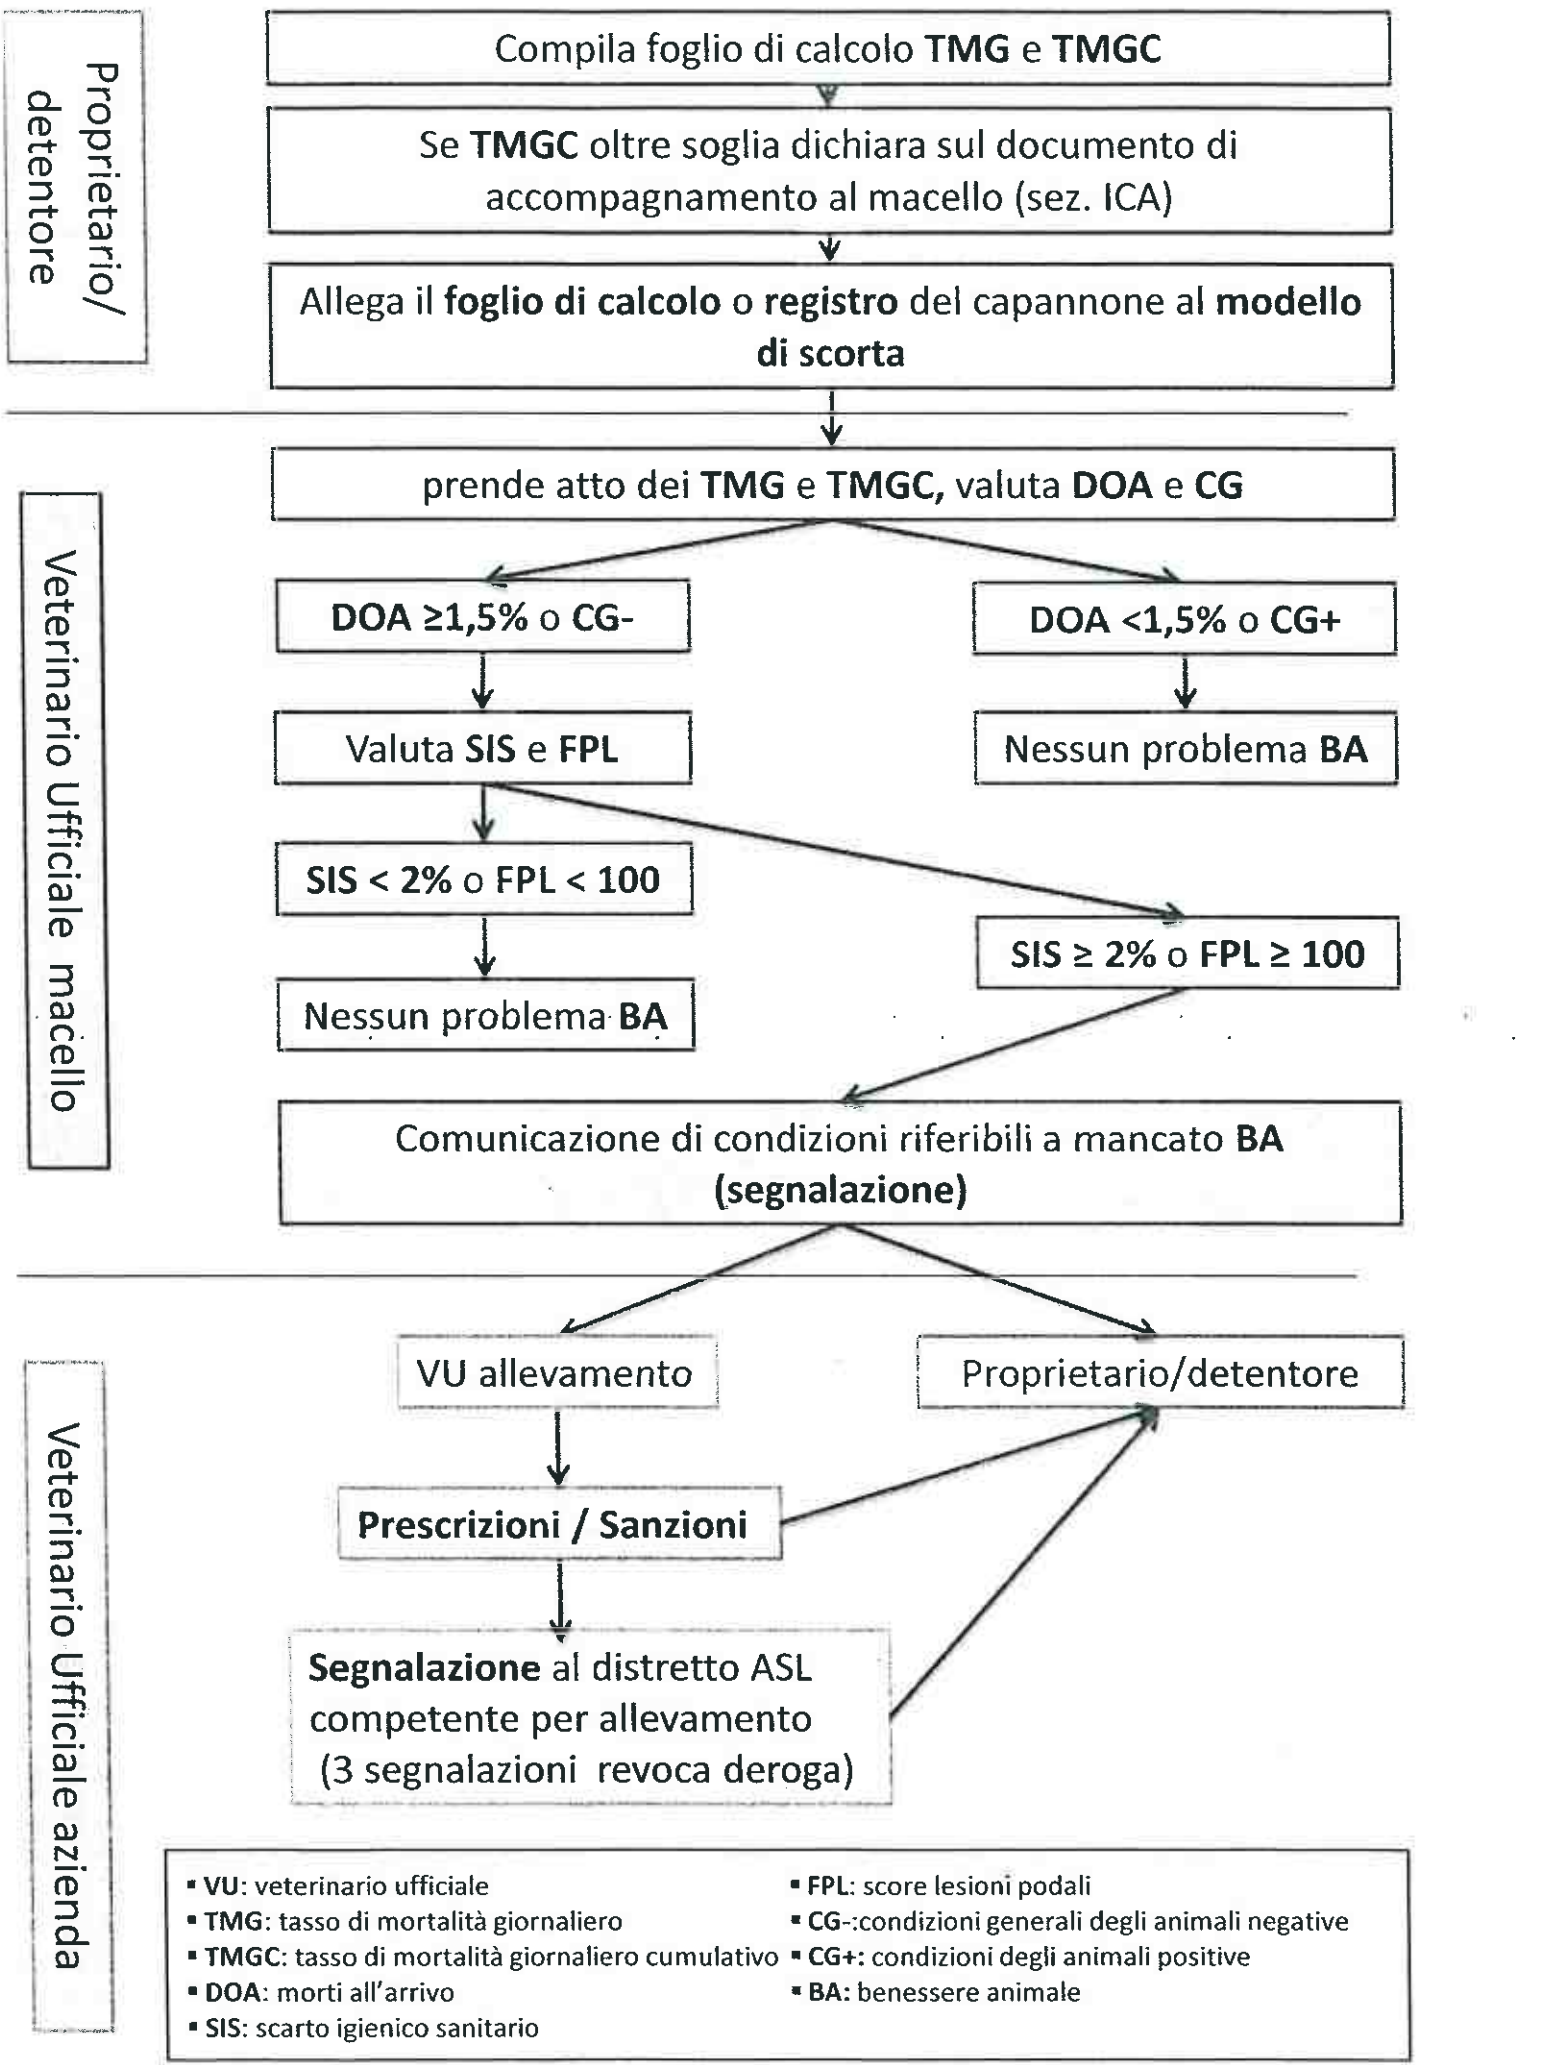 Proprietario/
detentore
Compila foglio di calcolo TMG e TMGC
Se TMGC oltre soglia dichiara sul documento di
accompagnamento al macello (sez. ICA)
Allega il foglio di calcolo o registro del capannone al modello
di scorta
Veterinario Ufficiale macello
prende atto dei TMG e TMGC, valuta DOA e CG
DOA ≥1,5% o CG-
DOA <1,5% o CG+
Valuta SIS e FPL
Nessun problema BA
SIS < 2% o FPL < 100
SIS ≥ 2% o FPL ≥ 100
Nessun problema BA
Comunicazione di condizioni riferibili a mancato BA
(segnalazione)
Veterinario Ufficiale azienda
VU allevamento
Proprietario/detentore
Prescrizioni / Sanzioni
Segnalazione al distretto ASL
competente per allevamento
(3 segnalazioni revoca deroga)
▪ VU: veterinario ufficiale
▪ TMG: tasso di mortalità giornaliero
▪ TMGC: tasso di mortalità giornaliero cumulativo
▪ DOA: morti all'arrivo
▪ SIS: scarto igienico sanitario
▪ FPL: score lesioni podali
▪ CG-:condizioni generali degli animali negative
▪ CG+: condizioni degli animali positive
▪ BA: benessere animale